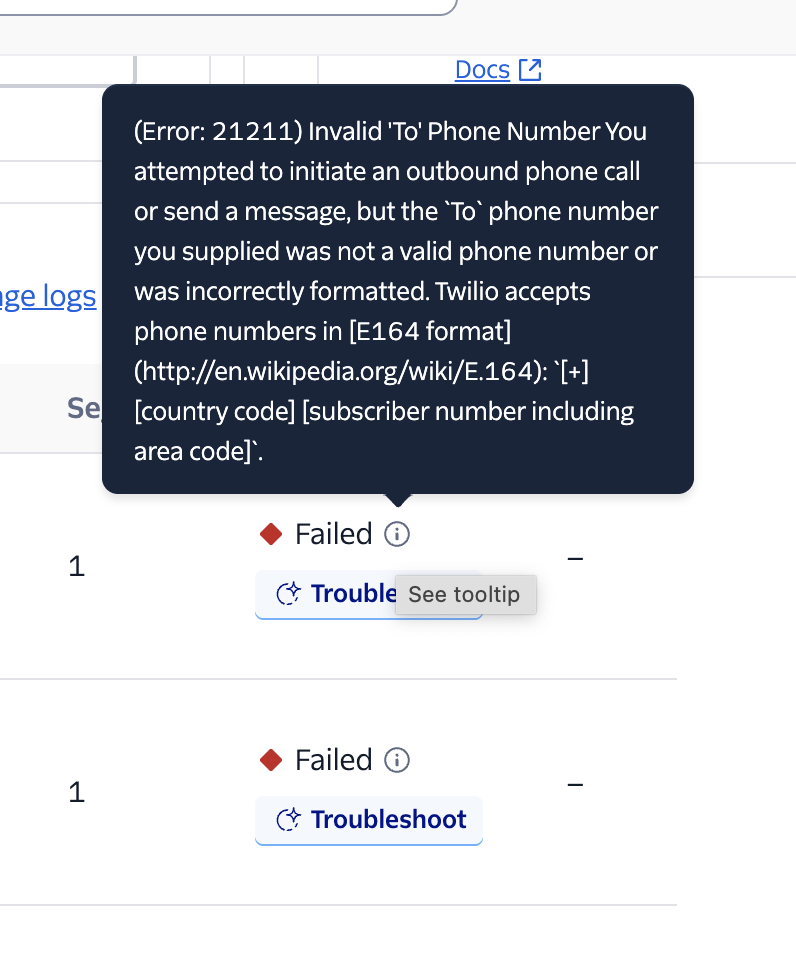 Docs
(Error: 21211) Invalid 'To' Phone Number You
attempted to initiate an outbound phone call
or send a message, but the `To` phone number
you supplied was not a valid phone number or
was incorrectly formatted. Twilio accepts
phone numbers in [E164 format]
(http://en.wikipedia.org/wiki/E.164): `[+]
[country code] [subscriber number including
area code]`.
logs
1
Failed
–
See tooltip
1
Failed
–
Troubleshoot